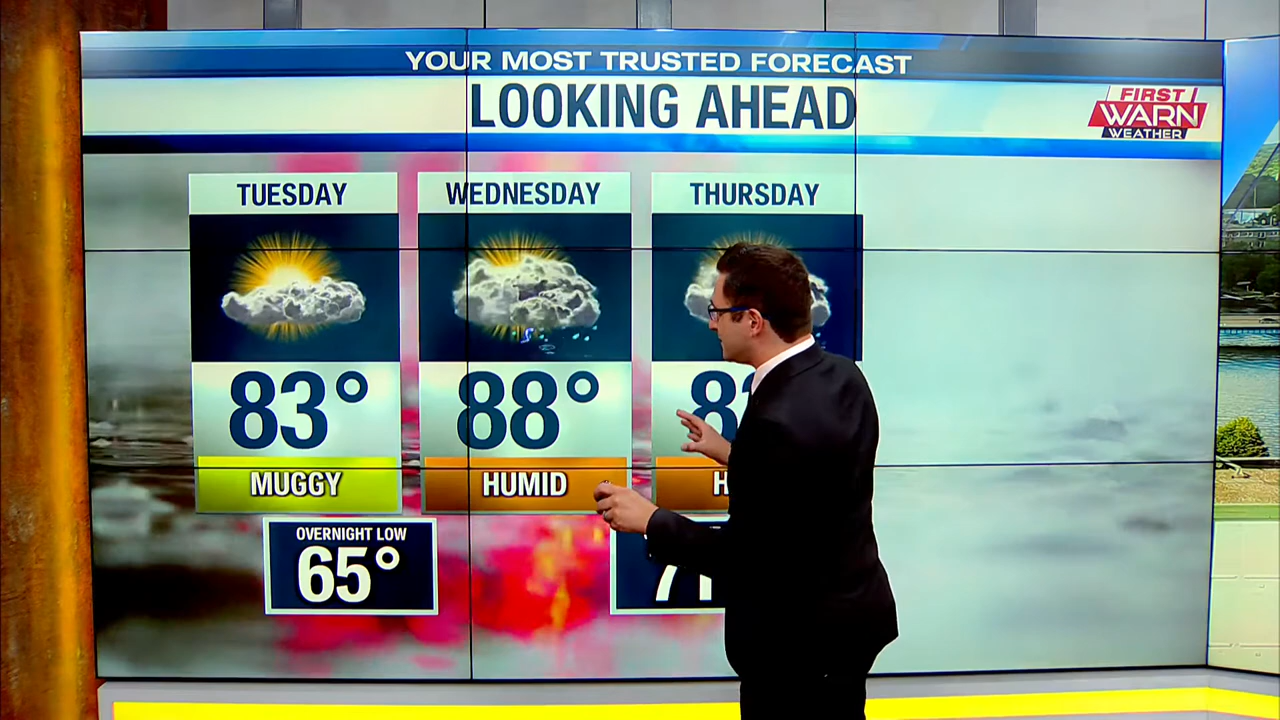 YOUR MOST TRUSTED FORECAST
LOOKING AHEAD
FIRST
WARN
WEATHER
TUESDAY
WEDNESDAY
THURSDAY
83°
88°
MUGGY
HUMID
OVERNIGHT LOW
65°